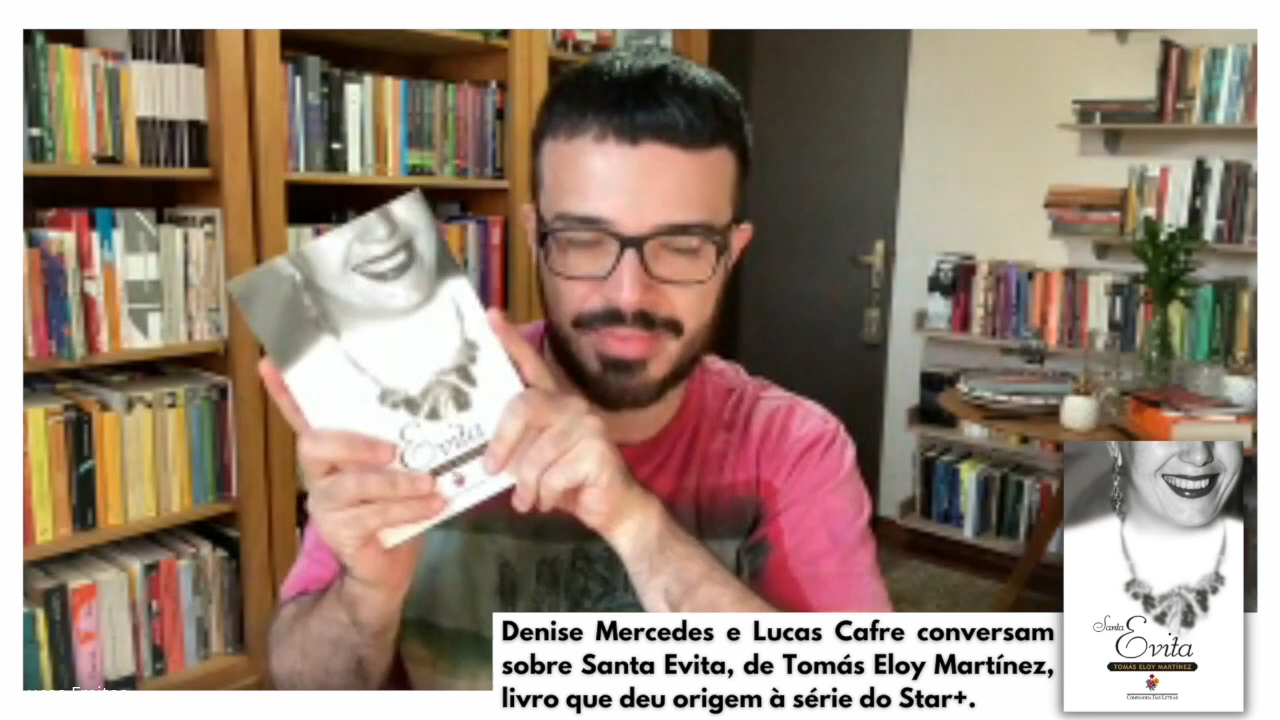 Evita
Denise Mercedes e Lucas Cafre conversam
sobre Santa Evita, de Tomás Eloy Martínez,
livro que deu origem à série do Star+.
Santa
Evita
TOMÁS ELOY MARTÍNEZ
COMPANHIA DAS LETRAS